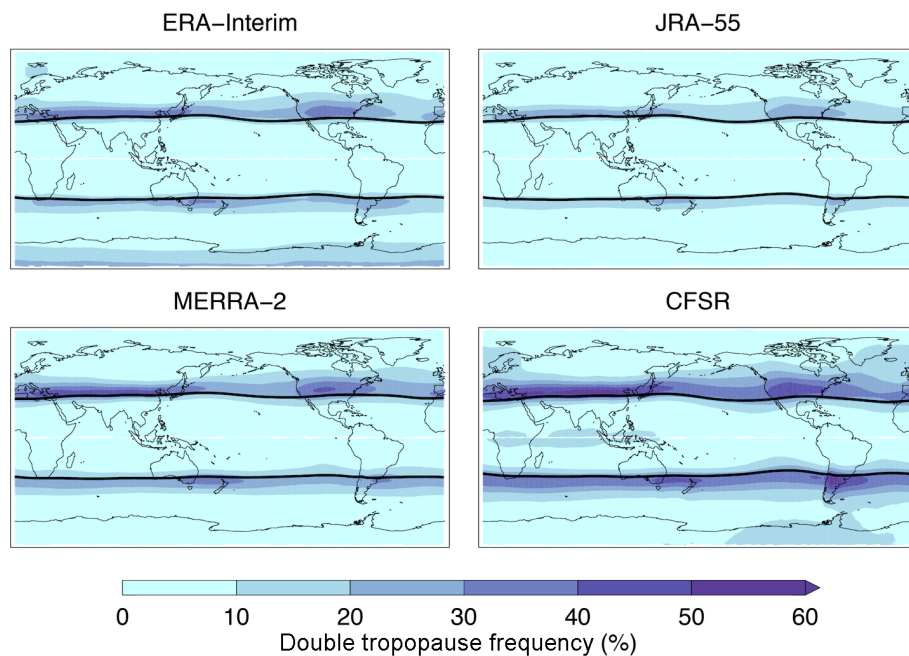 ERA−Interim
JRA−55
MERRA−2
CFSR
0 10 20 30 40 50 60
Double tropopause frequency (%)